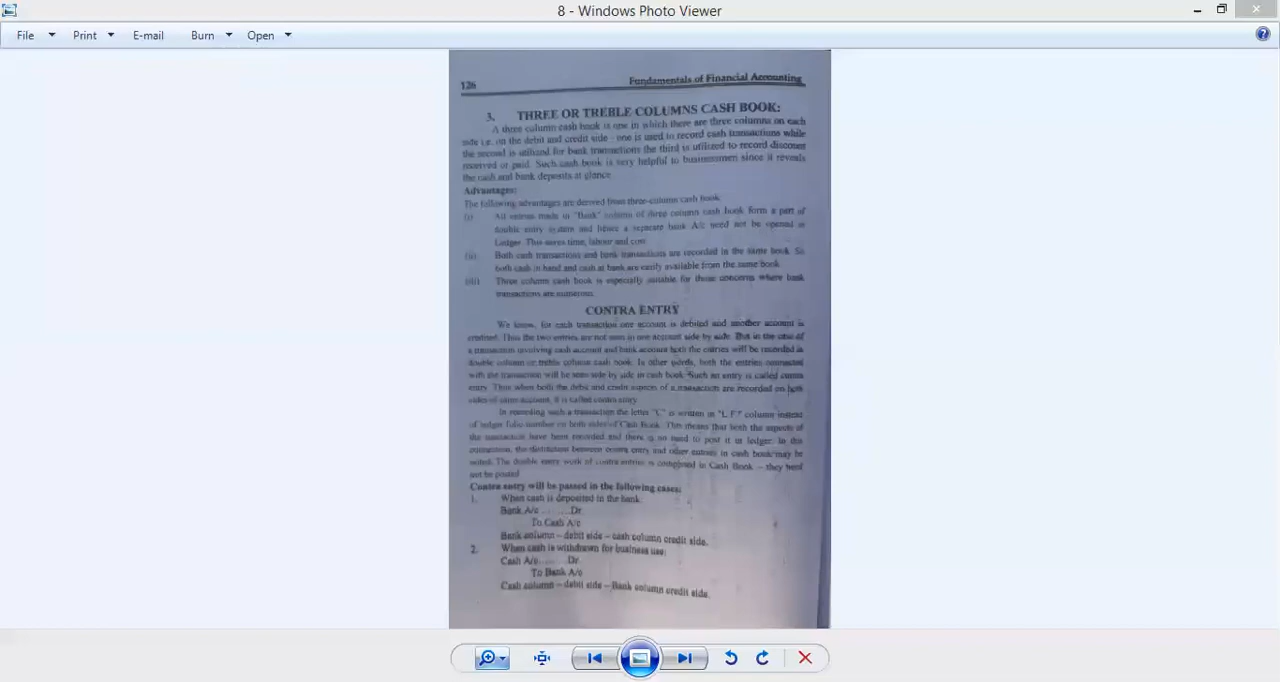 8 - Windows Photo Viewer
File Print E-mail Burn Open
126 Fundamentals of Financial Accounting
3. THREE OR TREBLE COLUMNS CASH BOOK:
A three column cash book is one in which there are three columns on each
side i.e. on the debit and credit side - one is used to record cash transactions while
the second is utilized for bank transactions the third is utilized to record discount
received or paid. Such cash book is very helpful to businessmen since it reveals
the cash and bank deposits at glance
Advantages:
The following advantages are derived from three-column cash book.
(i) All entries made in "Bank" column of three column cash book form a part of
double entry system and hence a separate bank A/c need not be opened in
Ledger. This saves time, labour and cost
(ii) Both cash transactions and bank transactions are recorded in the same book. So
both cash in hand and cash at bank are easily available from the same book.
(iii) Three column cash book is especially suitable for those concerns where bank
transactions are numerous.
CONTRA ENTRY
We know, for each transaction one account is debited and another account is
credited. Thus the two entries are not seen in one account side by side. But in the case of
a transaction involving cash account and bank account both the entries will be recorded in
double column or treble column cash book. In other words, both the entries connected
with the transaction will be seen side by side in cash book. Such an entry is called contra
entry. Thus when both the debit and credit aspects of a transaction are recorded on both
sides of same account, it is called contra entry.
In recording such a transaction the letter "C" is written in "L.F." column instead
of ledger folio number on both sides of Cash Book. This means that both the aspects of
the transaction have been recorded and there is no need to post it in ledger. In this
connection, the distinction between contra entry and other entries in cash book may be
noted. The double entry work of contra entries is completed in Cash Book – they need
not be posted
Contra entry will be passed in the following cases:
1. When cash is deposited in the bank.
Bank A/c .......Dr
To Cash A/c
Bank column – debit side – cash column credit side.
2. When cash is withdrawn for business use:
Cash A/c..... Dr
To Bank A/c
Cash column – debit side – Bank column credit side.